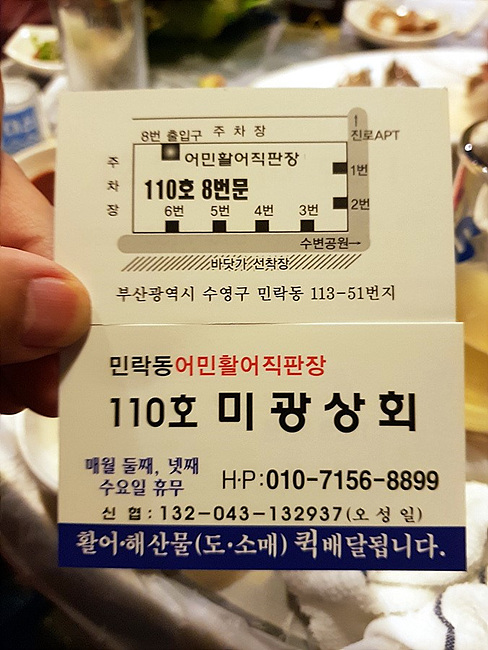 8번 출입구 주 차 장
진로APT
어민활어직판장
주차장
110호 8번문
1번
2번
6번 5번 4번 3번
수변공원→
바닷가 선착장
부산광역시 수영구 민락동 113-51번지
민락동어민활어직판장
110호 미광상회
매월 둘째, 넷째
수요일 휴무
H·P:010-7156-8899
신 협 : 132-043-132937(오성일)
활어·해산물(도·소매) 퀵배달됩니다.